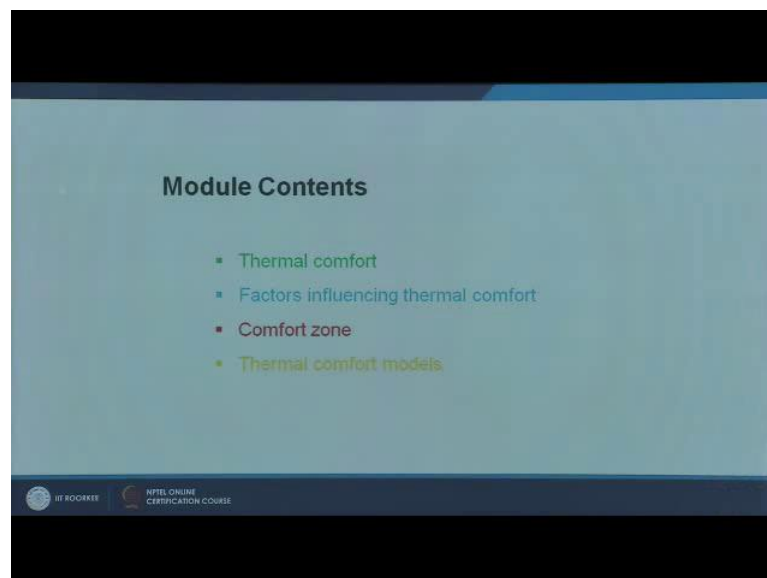 Module Contents
Thermal comfort
Factors influencing thermal comfort
Comfort zone
Thermal comfort models
IIT ROORKEE
NPTEL ONLINE
CERTIFICATION COURSE